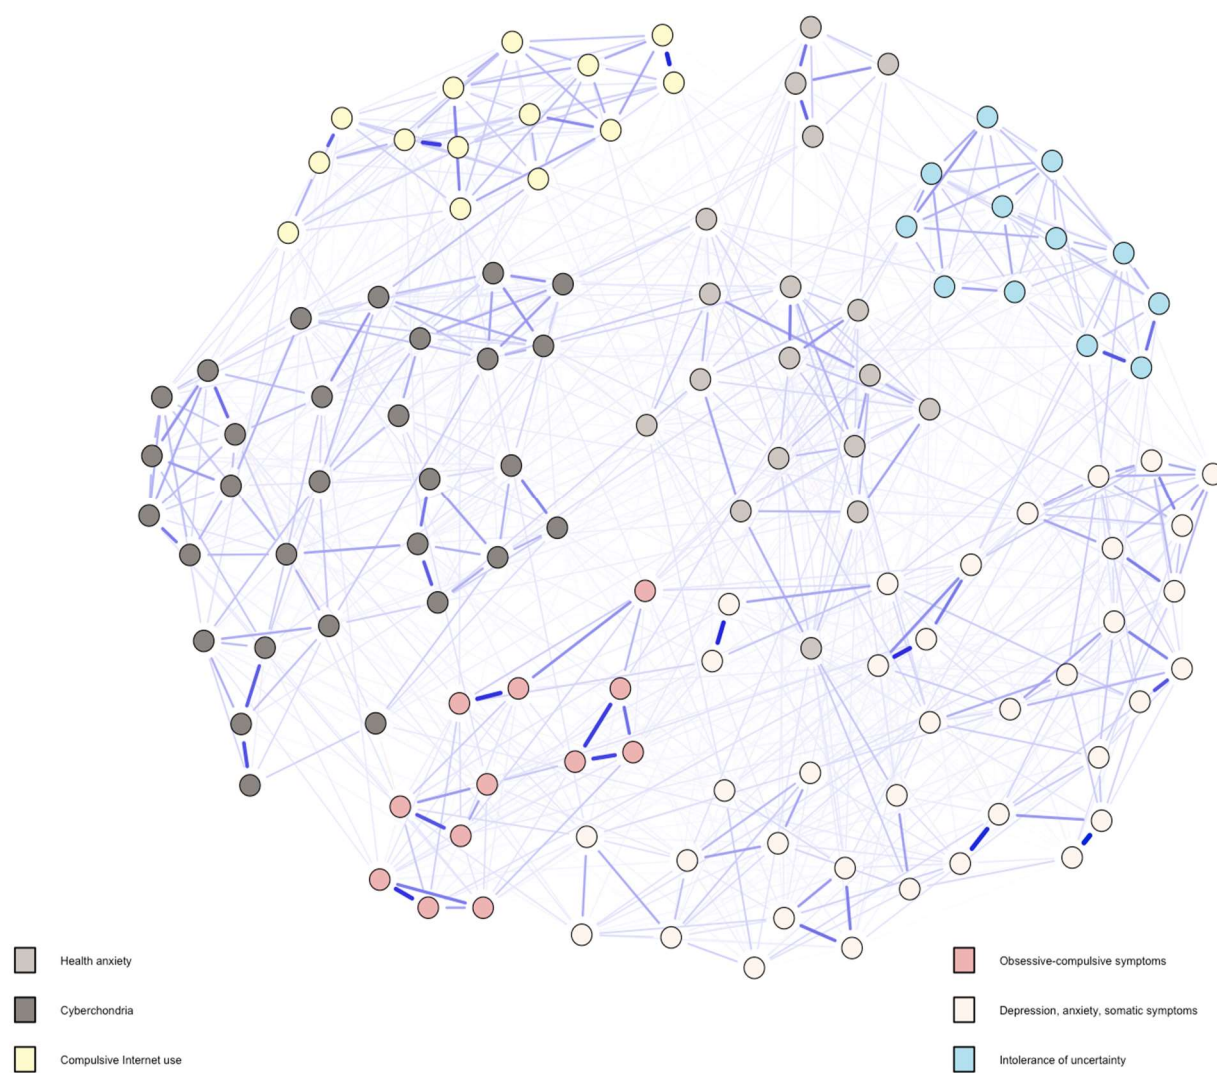 Health anxiety
Cyberchondria
Compulsive Internet use
Obsessive-compulsive symptoms
Depression, anxiety, somatic symptoms
Intolerance of uncertainty